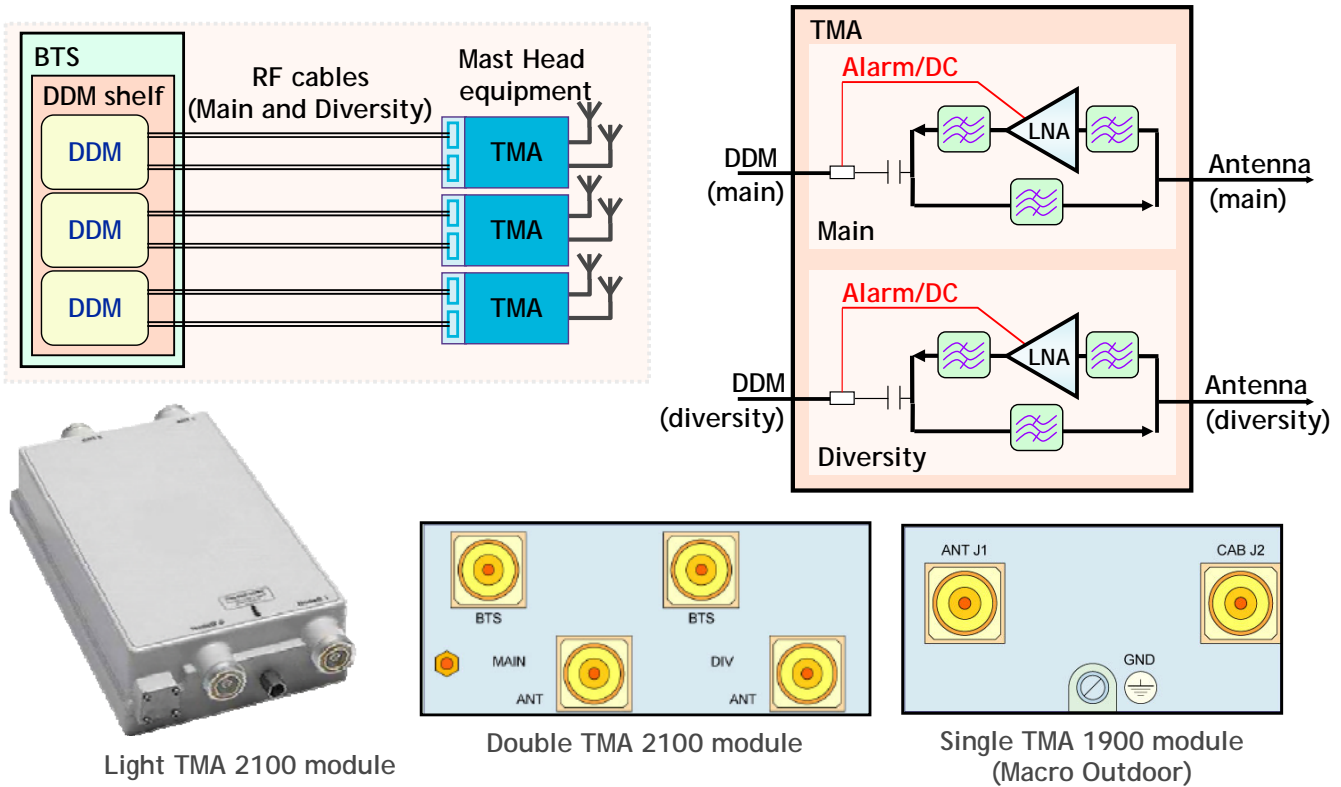 BTS
DDM shelf
DDM
DDM
DDM
RF cables
(Main and Diversity)
Mast Head
equipment
TMA
TMA
TMA
TMA
Alarm/DC
LNA
DDM
(main)
Antenna
(main)
Main
Alarm/DC
LNA
DDM
(diversity)
Antenna
(diversity)
Diversity
Light TMA 2100 module
BTS
BTS
MAIN
DIV
ANT
ANT
Double TMA 2100 module
ANT J1
CAB J2
GND
Single TMA 1900 module
(Macro Outdoor)